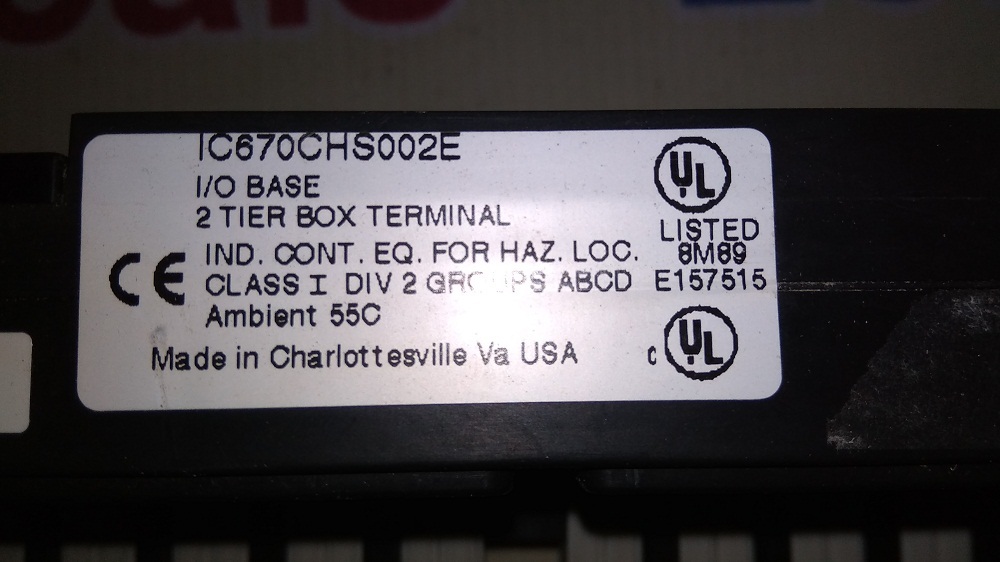 IC670CHS002E
I/O BASE
2 TIER BOX TERMINAL
IND. CONT. EQ. FOR HAZ. LOC.
CLASS I DIV 2 GROUPS ABCD
Ambient 55C
Made in Charlottesville Va USA
CE
UL
LISTED
8M89
E157515
c UL